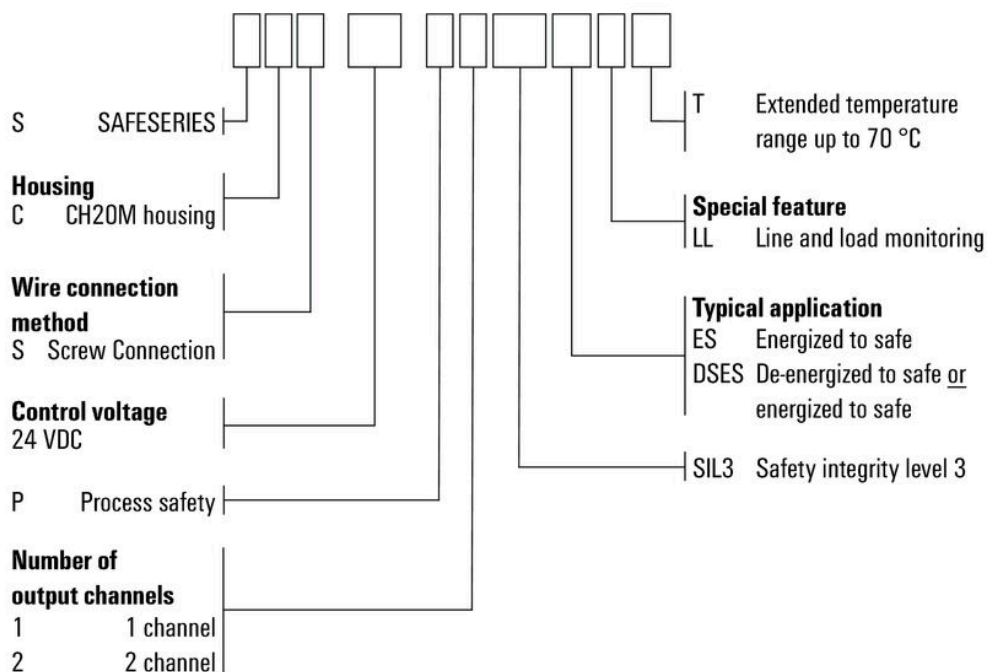 S SAFESERIES
Housing
C CH20M housing
Wire connection
method
S Screw Connection
Control voltage
24 VDC
P Process safety
Number of
output channels
1 1 channel
2 2 channel
T Extended temperature
range up to 70 °C
Special feature
LL Line and load monitoring
Typical application
ES Energized to safe
DSES De-energized to safe or
energized to safe
SIL3 Safety integrity level 3